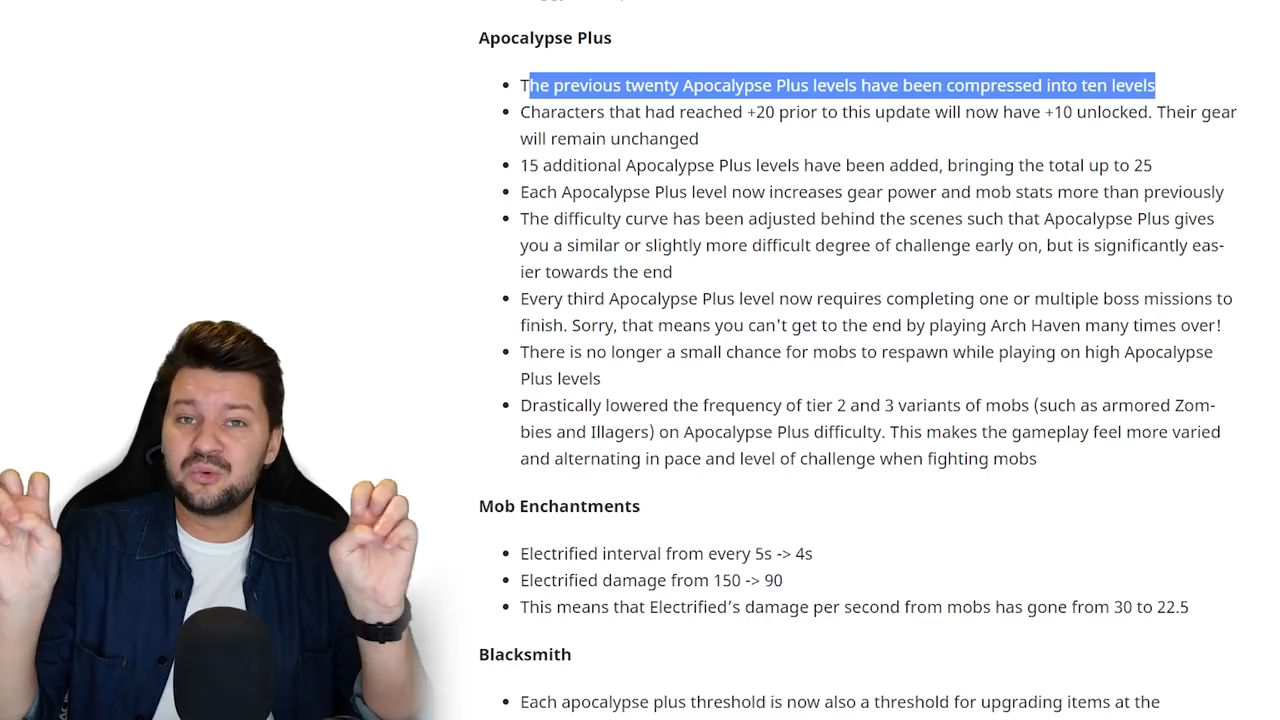 Apocalypse Plus
The previous twenty Apocalypse Plus levels have been compressed into ten levels
Characters that had reached +20 prior to this update will now have +10 unlocked. Their gear
will remain unchanged
15 additional Apocalypse Plus levels have been added, bringing the total up to 25
Each Apocalypse Plus level now increases gear power and mob stats more than previously
The difficulty curve has been adjusted behind the scenes such that Apocalypse Plus gives
you a similar or slightly more difficult degree of challenge early on, but is significantly eas-
ier towards the end
Every third Apocalypse Plus level now requires completing one or multiple boss missions to
finish. Sorry, that means you can't get to the end by playing Arch Haven many times over!
There is no longer a small chance for mobs to respawn while playing on high Apocalypse
Plus levels
Drastically lowered the frequency of tier 2 and 3 variants of mobs (such as armored Zom-
bies and Illagers) on Apocalypse Plus difficulty. This makes the gameplay feel more varied
and alternating in pace and level of challenge when fighting mobs
Mob Enchantments
Electrified interval from every 5s -> 4s
Electrified damage from 150 -> 90
This means that Electrified’s damage per second from mobs has gone from 30 to 22.5
Blacksmith
Each apocalypse plus threshold is now also a threshold for upgrading items at the